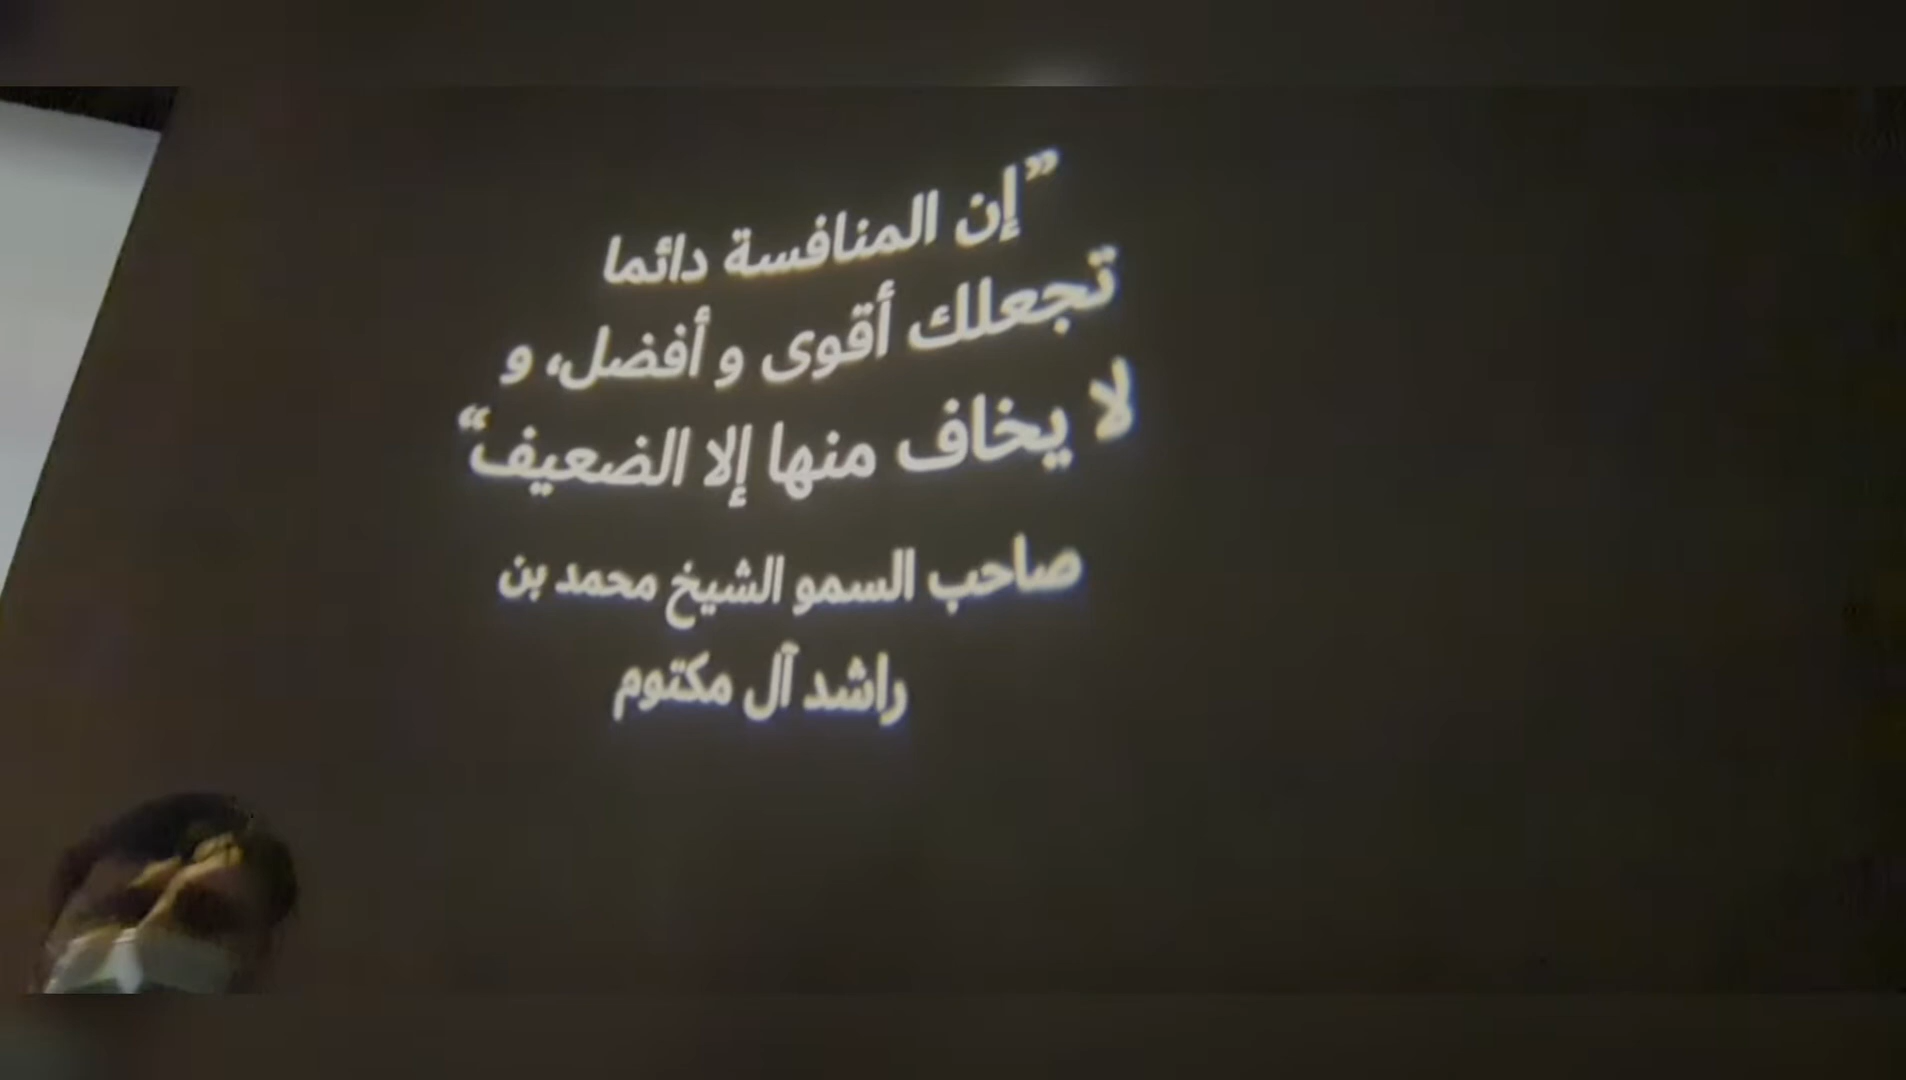 ”إن المنافسة دائما
تجعلك أقوى و أفضل، و
لا يخاف منها إلا الضعيف“
صاحب السمو الشيخ محمد بن
راشد آل مكتوم